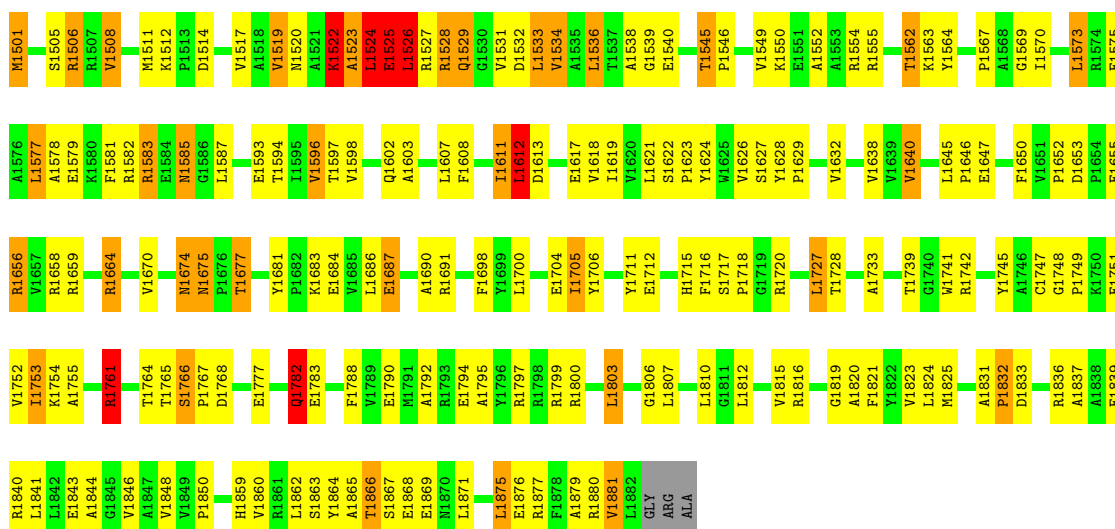 M1501 S1505 R1506 R1507 V1508 M1511 K1512 P1513 D1514 V1517 A1518 V1519 N1520 A1521 K1522 A1523 L1524 E1525 L1526 R1527 R1528 Q1529 G1530 V1531 D1532 L1533 V1534 A1535 L1536 T1537 A1538 G1539 E1540 T1545 P1546 V1549 K1550 E1551 A1552 A1553 R1554 R1555 T1562 K1563 Y1564 P1567 A1568 G1569 I1570 L1573 R1574 E1575
A1576 L1577 A1578 E1579 K1580 F1581 R1582 R1583 E1584 N1585 G1586 L1587 E1593 T1594 I1595 V1596 T1597 V1598 Q1602 A1603 L1607 F1608 I1611 L1612 D1613 E1617 V1618 I1619 V1620 L1621 S1622 P1623 Y1624 W1625 V1626 S1627 Y1628 P1629 V1632 V1638 V1639 V1640 L1645 P1646 E1647 F1650 V1651 P1652 D1653 P1654 E1655
R1656 V1657 R1658 R1659 R1664 V1670 N1674 N1675 P1676 T1677 Y1681 P1682 K1683 E1684 V1685 L1686 E1687 A1690 R1691 F1698 Y1699 L1700 E1704 I1705 Y1706 Y1711 E1712 H1715 F1716 S1717 P1718 G1719 R1720 L1727 T1728 A1733 T1739 G1740 W1741 R1742 Y1745 A1746 C1747 G1748 P1749 K1750 E1751
V1752 I1753 K1754 A1755 R1761 T1764 T1765 S1766 P1767 D1768 E1777 Q1782 E1783 F1788 V1789 E1790 M1791 A1792 R1793 E1794 A1795 Y1796 R1797 R1798 R1799 R1800 L1803 G1806 L1807 L1810 G1811 L1812 V1815 R1816 G1819 A1820 F1821 Y1822 V1823 L1824 M1825 A1831 P1832 D1833 R1836 A1837 A1838 E1839
R1840 L1841 L1842 E1843 A1844 G1845 V1846 A1847 V1848 V1849 P1850 H1859 V1860 R1861 L1862 S1863 Y1864 A1865 T1866 S1867 E1868 E1869 N1870 L1871 L1875 E1876 R1877 F1878 A1879 R1880 V1881 L1882 GLY ARG ALA